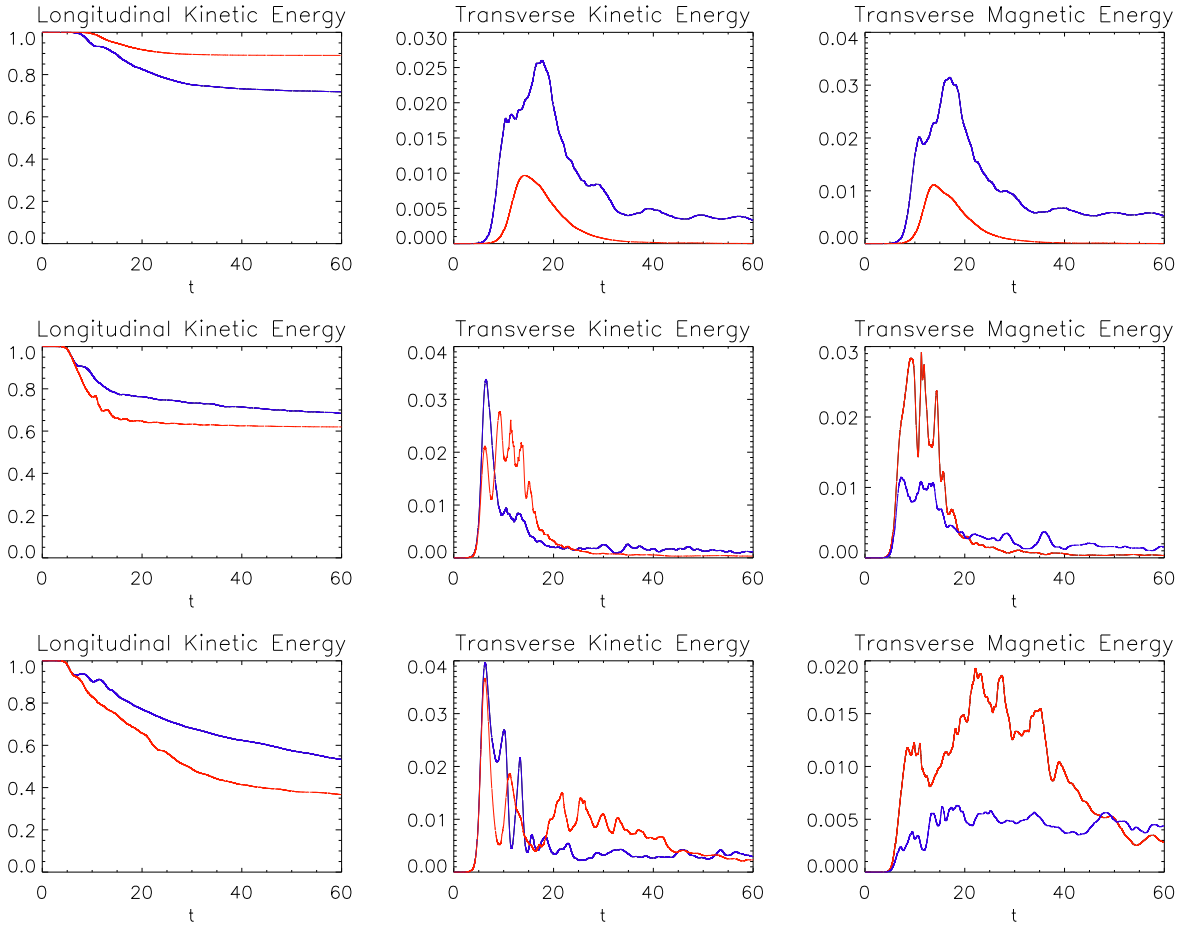 Longitudinal Kinetic Energy Transverse Kinetic Energy Transverse Magnetic Energy
1.0 0.030 0.04
0.8 0.025 0.03
0.6 0.020
0.4 0.015 0.02
0.2 0.010 0.01
0.0 0.005 0.00
0.000
0 20 40 60 0 20 40 60 0 20 40 60
t t t
Longitudinal Kinetic Energy Transverse Kinetic Energy Transverse Magnetic Energy
1.0 0.04 0.03
0.8 0.03
0.6 0.02 0.02
0.4 0.01
0.2 0.01
0.0 0.00 0.00
0 20 40 60 0 20 40 60 0 20 40 60
t t t
Longitudinal Kinetic Energy Transverse Kinetic Energy Transverse Magnetic Energy
1.0 0.04 0.020
0.8 0.03 0.015
0.6 0.02 0.010
0.4 0.01 0.005
0.2
0.0 0.00 0.000
0 20 40 60 0 20 40 60 0 20 40 60
t t t